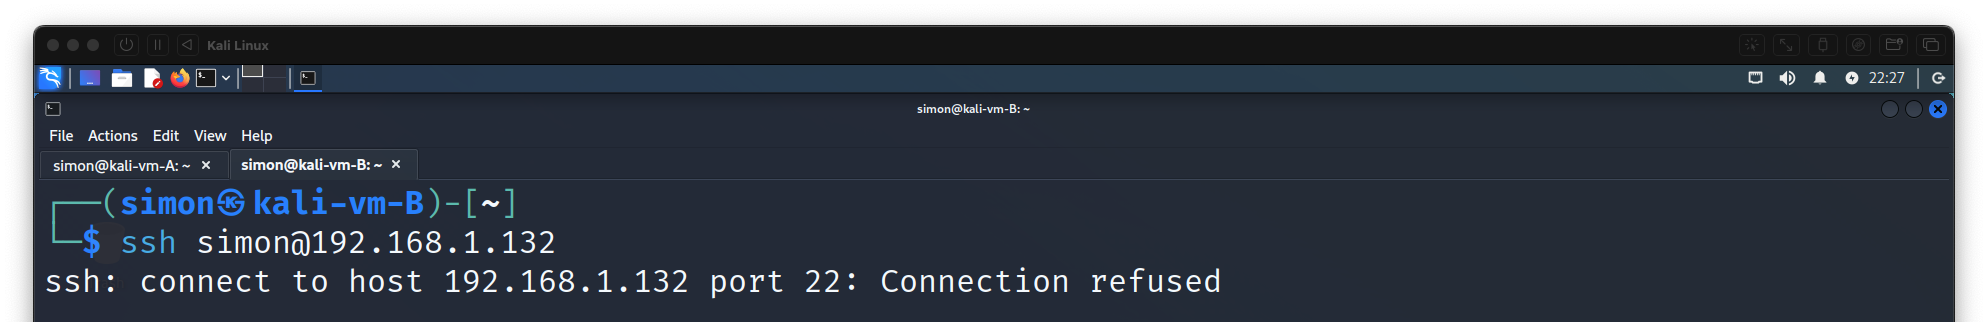 Kali Linux
22:27
simon@kali-vm-B: ~
File Actions Edit View Help
simon@kali-vm-A: ~ × simon@kali-vm-B: ~ ×
┌──(simon㉿kali-vm-B)-[~]
└─$ ssh simon@192.168.1.132
ssh: connect to host 192.168.1.132 port 22: Connection refused